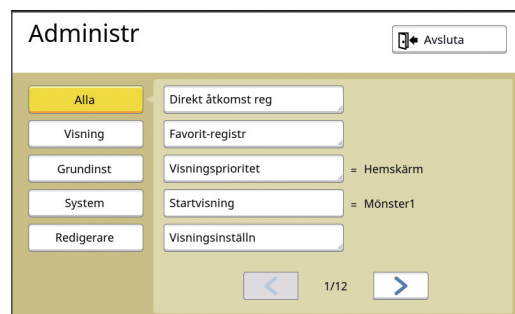 Administr
Avsluta
Alla
Direkt åtkomst reg
Visning
Favorit-registr
Grundinst
Visningsprioritet = Hemskärm
System
Startvisning = Mönster1
Redigerare
Visningsinställn
1/12